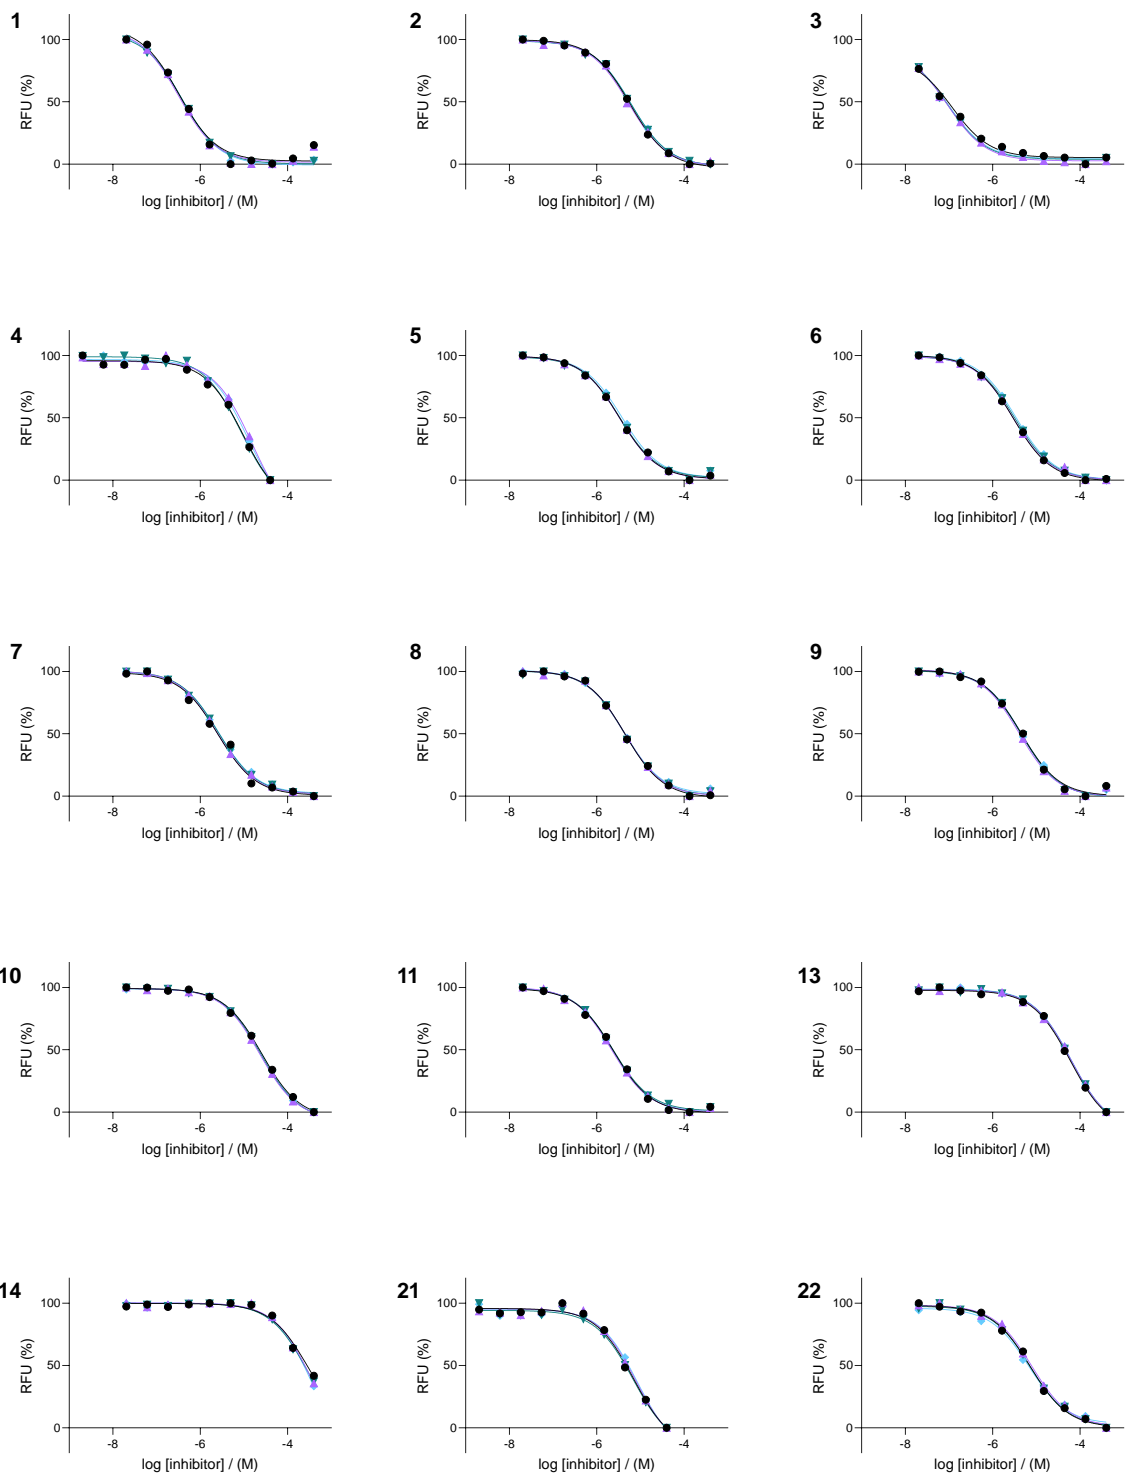 1 2 3
100 100 100
RFU (%) RFU (%) RFU (%)
50 50 50
0 0 0
-8 -6 -4 -8 -6 -4 -8 -6 -4
log [inhibitor] / (M) log [inhibitor] / (M) log [inhibitor] / (M)
4 5 6
100 100 100
RFU (%) RFU (%) RFU (%)
50 50 50
0 0 0
-8 -6 -4 -8 -6 -4 -8 -6 -4
log [inhibitor] / (M) log [inhibitor] / (M) log [inhibitor] / (M)
7 8 9
100 100 100
RFU (%) RFU (%) RFU (%)
50 50 50
0 0 0
-8 -6 -4 -8 -6 -4 -8 -6 -4
log [inhibitor] / (M) log [inhibitor] / (M) log [inhibitor] / (M)
10 11 13
100 100 100
RFU (%) RFU (%) RFU (%)
50 50 50
0 0 0
-8 -6 -4 -8 -6 -4 -8 -6 -4
log [inhibitor] / (M) log [inhibitor] / (M) log [inhibitor] / (M)
14 21 22
100 100 100
RFU (%) RFU (%) RFU (%)
50 50 50
0 0 0
-8 -6 -4 -8 -6 -4 -8 -6 -4
log [inhibitor] / (M) log [inhibitor] / (M) log [inhibitor] / (M)